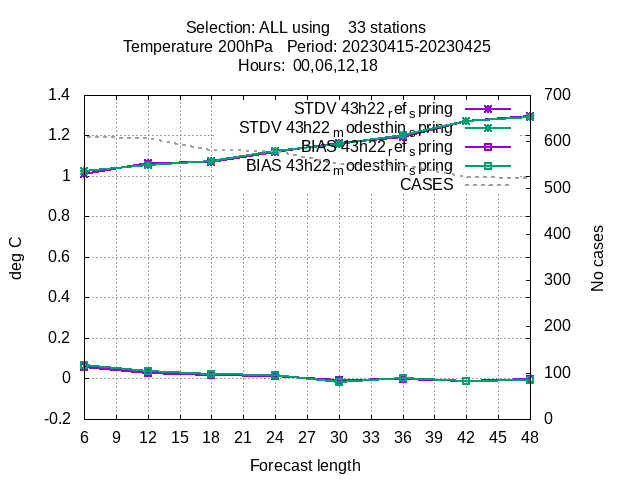 Selection: ALL using 33 stations
Temperature 200hPa Period: 20230415-20230425
Hours: 00,06,12,18
1.4 700
STDV 43h22_ref_spring
STDV 43h22_modesthin_spring
BIAS 43h22_ref_spring
BIAS 43h22_modesthin_spring
CASES
1.2 600
1 500
0.8 400
0.6 300
0.4 200
0.2 100
0 0
-0.2
deg C
No cases
6 9 12 15 18 21 24 27 30 33 36 39 42 45 48
Forecast length